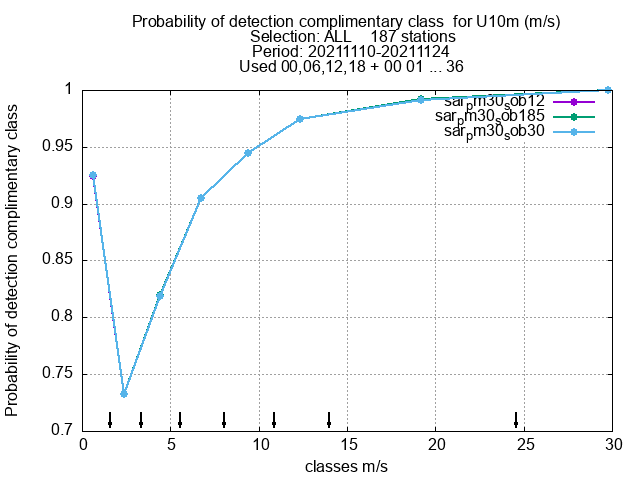 Probability of detection complimentary class  for U10m (m/s)
Selection: ALL    187 stations
Period: 20211110-20211124
Used 00,06,12,18 + 00 01 ... 36
Probability of detection complimentary class
1
0.95
0.9
0.85
0.8
0.75
0.7
sarpm30sob12
sarpm30sob185
sarpm30sob30
0 5 10 15 20 25 30
classes m/s